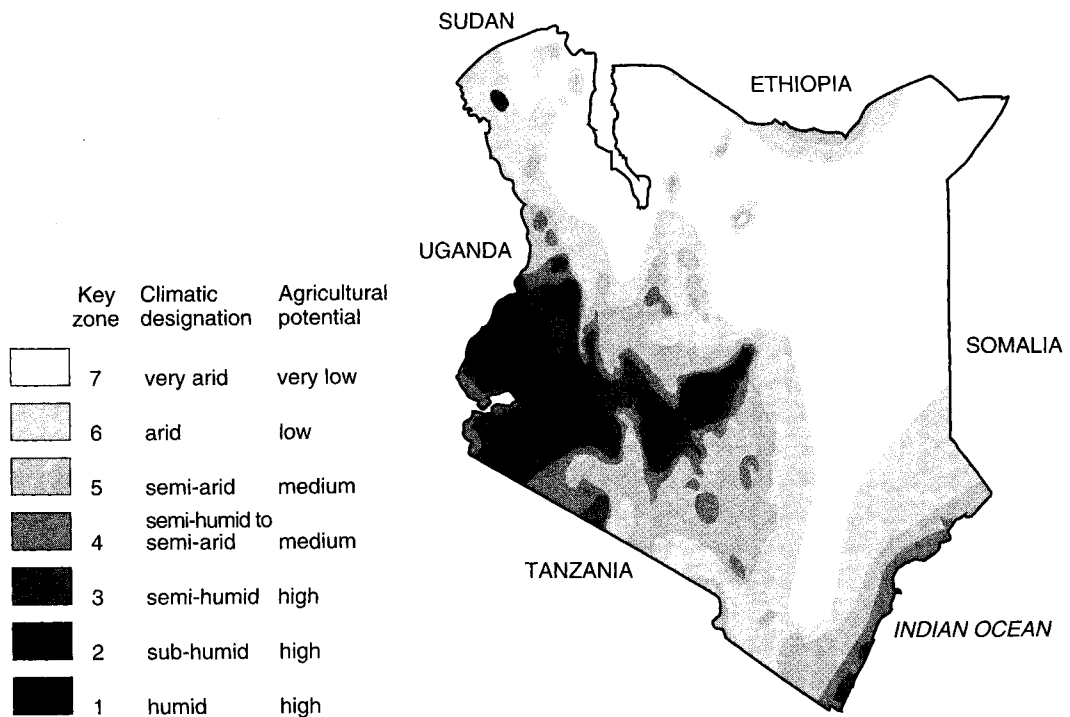 SUDAN
ETHIOPIA
UGANDA
SOMALIA
TANZANIA
INDIAN OCEAN
Key Climatic Agricultural
zone designation potential
7 very arid very low
6 arid low
5 semi-arid medium
semi-humid to
4 semi-arid medium
3 semi-humid high
2 sub-humid high
1 humid high